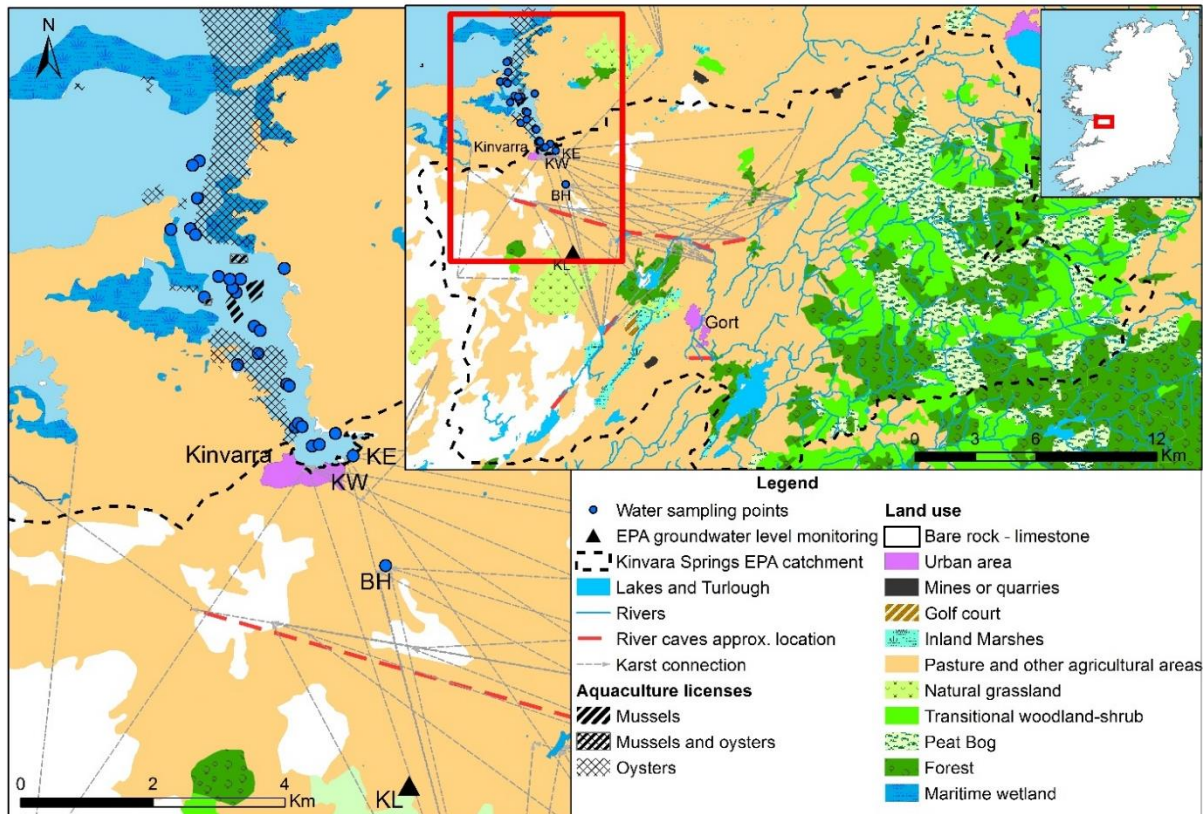 N
Kinvarra
KE
KW
BH
KL
0 2 4
Km
Kinvarra
KE
KW
BH
KL
Gort
0 3 6 12
Km
Legend
Water sampling points
EPA groundwater level monitoring
Kinvara Springs EPA catchment
Lakes and Turlough
Rivers
River caves approx. location
Karst connection
Aquaculture licenses
Mussels
Mussels and oysters
Oysters
Land use
Bare rock - limestone
Urban area
Mines or quarries
Golf court
Inland Marshes
Pasture and other agricultural areas
Natural grassland
Transitional woodland-shrub
Peat Bog
Forest
Maritime wetland